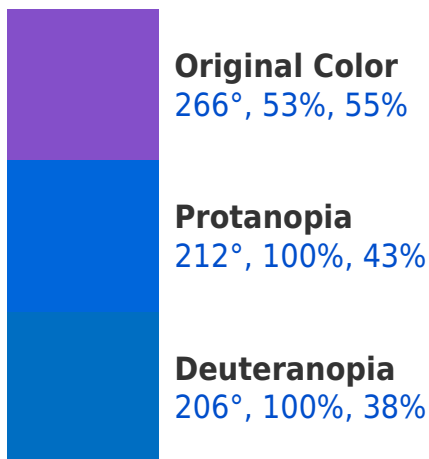 Original Color
266°, 53%, 55%
Protanopia
212°, 100%, 43%
Deuteranopia
206°, 100%, 38%